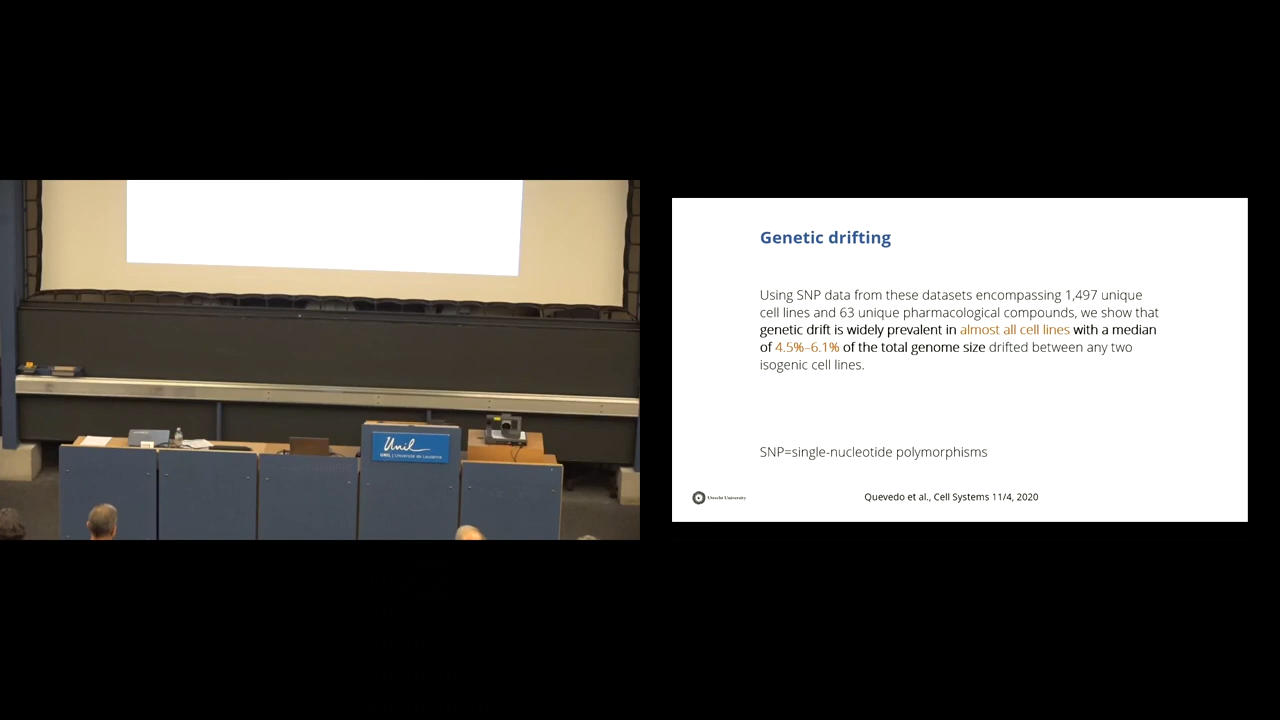 Unil
UNIL | Université de Lausanne
Genetic drifting
Using SNP data from these datasets encompassing 1,497 unique
cell lines and 63 unique pharmacological compounds, we show that
genetic drift is widely prevalent in almost all cell lines with a median
of 4.5%–6.1% of the total genome size drifted between any two
isogenic cell lines.
SNP=single-nucleotide polymorphisms
Utrecht University
Quevedo et al., Cell Systems 11/4, 2020